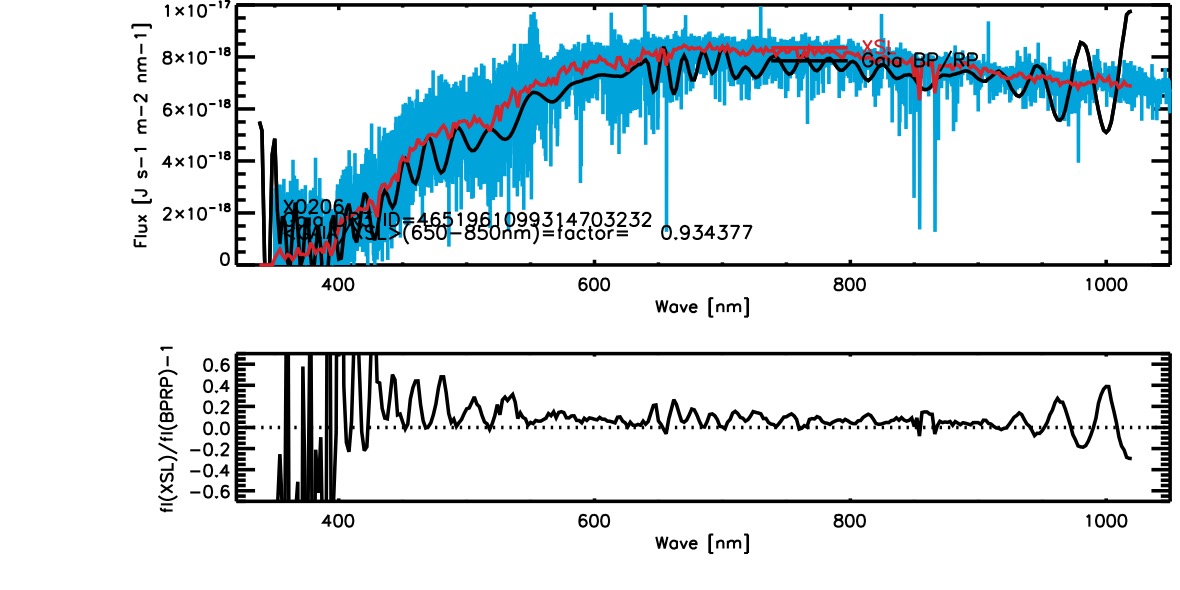 1×10⁻¹⁷
8×10⁻¹⁸
6×10⁻¹⁸
4×10⁻¹⁸
2×10⁻¹⁸
0
Flux [J s-1 m-2 nm-1]
XSL
Gaia BP/RP
X0206
Gaia DR3 ID=4651961099314703232
<GAIA/XSL>(650-850nm)=factor= 0.934377
400 600 800 1000
Wave [nm]
0.6
0.4
0.2
0.0
-0.2
-0.4
-0.6
fl(XSL)/fl(BPRP)-1
400 600 800 1000
Wave [nm]